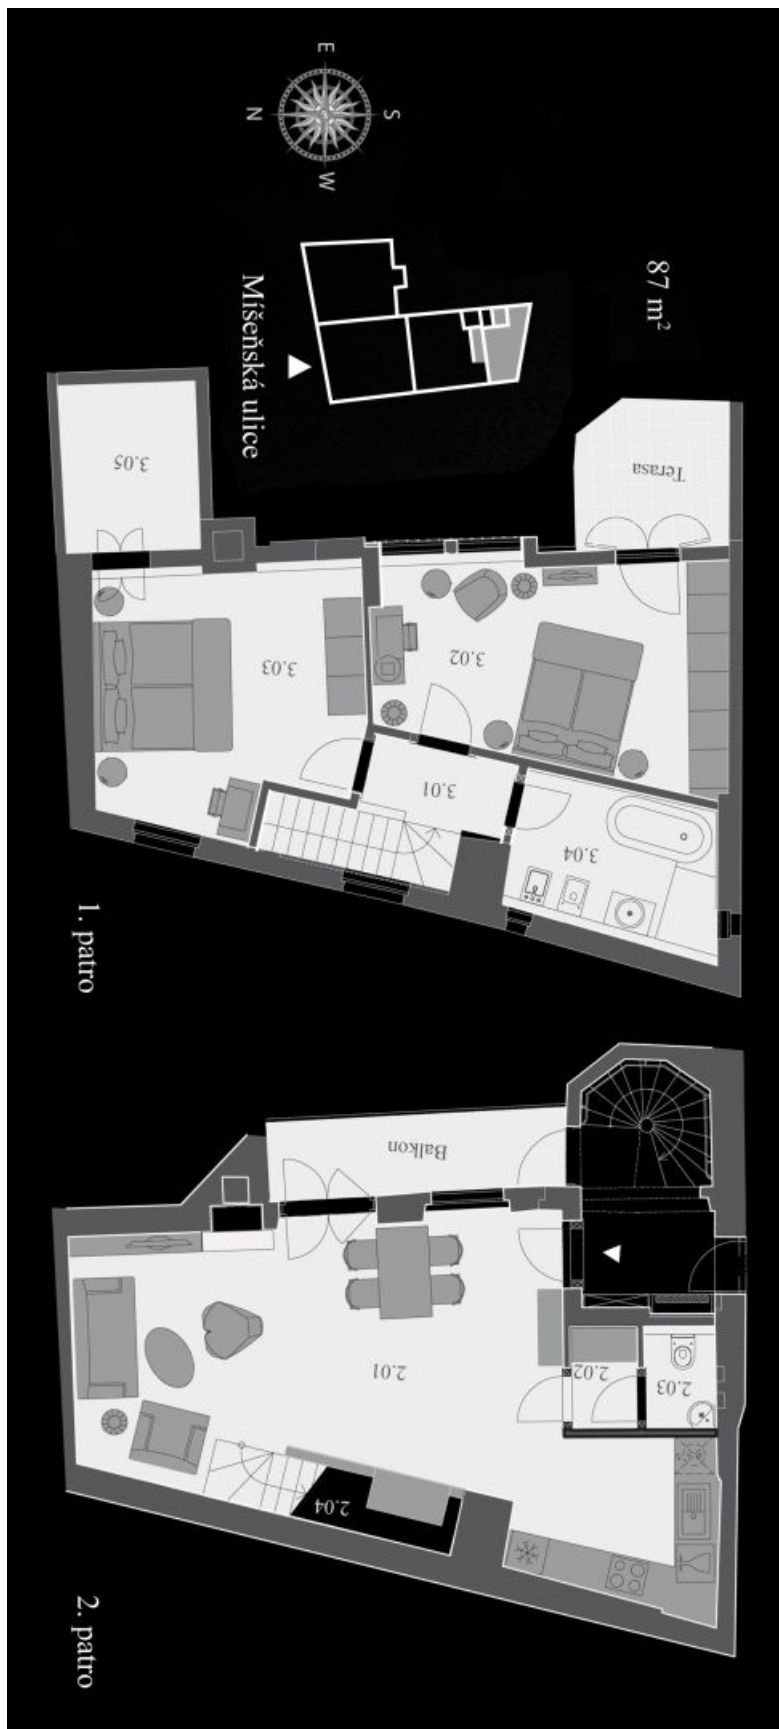 E
N
S
W
87 m²
Míšeňská ulice
3.05
Terasa
3.02
3.03
3.01
3.04
1. patro
Balkon
2.01
2.02
2.03
2.04
2. patro